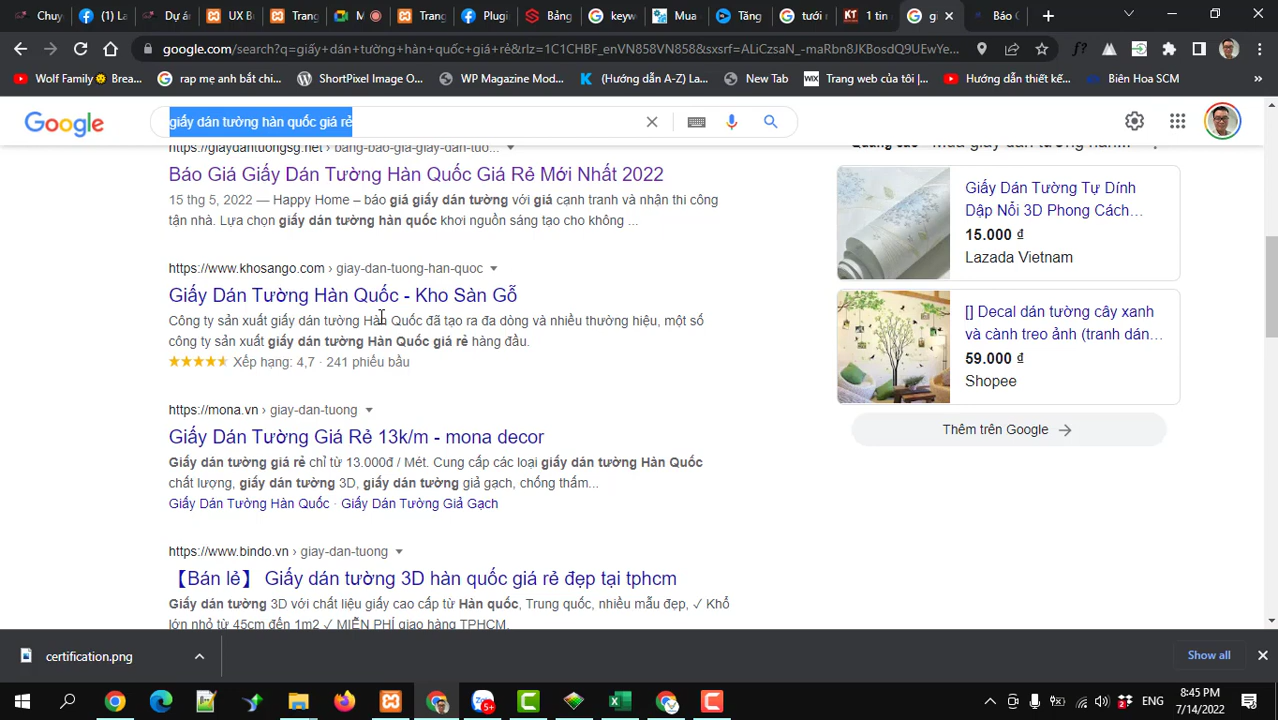 Chuy
(1) La
Dự á
UX B
Trang
M
Trang
Plugi
Bảng
keyw
Mua
Tăng
tưới
KT
1 tin
g
Báo C
google.com/search?q=giấy+dán+tường+hàn+quốc+giá+rẻ&rlz=1C1CHBF_enVN858VN858&sxsrf=ALiCzsaN_-maRbn8JKBosdQ9UEwYe...
Wolf Family Brea...
rap mẹ anh bắt chi...
ShortPixel Image O...
WP Magazine Mod...
(Hướng dẫn A-Z) La...
New Tab
WIX Trang web của tôi |...
Hướng dẫn thiết kế...
Biên Hoa SCM
»
Google
giấy dán tường hàn quốc giá rẻ
https://giaydantuongsg.net › bang-bao-gia-giay-dan-tuo...
Báo Giá Giấy Dán Tường Hàn Quốc Giá Rẻ Mới Nhất 2022
15 thg 5, 2022 — Happy Home – báo giá giấy dán tường với giá cạnh tranh và nhận thi công
tận nhà. Lựa chọn giấy dán tường hàn quốc khơi nguồn sáng tạo cho không ...
https://www.khosango.com › giay-dan-tuong-han-quoc
Giấy Dán Tường Hàn Quốc - Kho Sàn Gỗ
Công ty sản xuất giấy dán tường Hàn Quốc đã tạo ra đa dòng và nhiều thương hiệu, một số
công ty sản xuất giấy dán tường Hàn Quốc giá rẻ hàng đầu.
Xếp hạng: 4,7 · 241 phiếu bầu
https://mona.vn › giay-dan-tuong
Giấy Dán Tường Giá Rẻ 13k/m - mona decor
Giấy dán tường giá rẻ chỉ từ 13.000đ / Mét. Cung cấp các loại giấy dán tường Hàn Quốc
chất lượng, giấy dán tường 3D, giấy dán tường giả gạch, chống thấm...
Giấy Dán Tường Hàn Quốc · Giấy Dán Tường Giả Gạch
https://www.bindo.vn › giay-dan-tuong
【Bán lẻ】 Giấy dán tường 3D hàn quốc giá rẻ đẹp tại tphcm
Giấy dán tường 3D với chất liệu giấy cao cấp từ Hàn quốc, Trung quốc, nhiều mẫu đẹp, ✓ Khổ
lớn nhỏ từ 45cm đến 1m2 ✓ MIỄN PHÍ giao hàng TPHCM.
Giấy Dán Tường Tự Dính
Dập Nổi 3D Phong Cách...
15.000 ₫
Lazada Vietnam
[] Decal dán tường cây xanh
và cành treo ảnh (tranh dán...
59.000 ₫
Shopee
Thêm trên Google
certification.png
Show all
5+
2
ENG
8:45 PM
7/14/2022
2